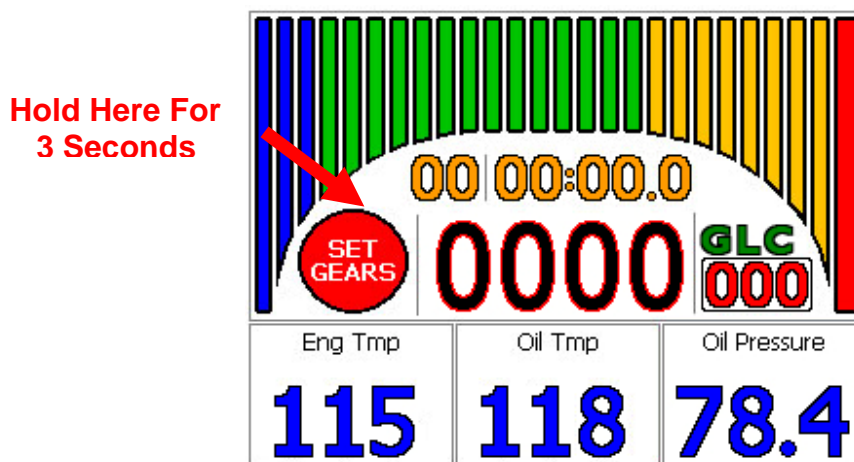 Hold Here For
3 Seconds
00 00:00.0
SET
GEARS
0000
GLC
000
Eng Tmp
Oil Tmp
Oil Pressure
115
118
78.4